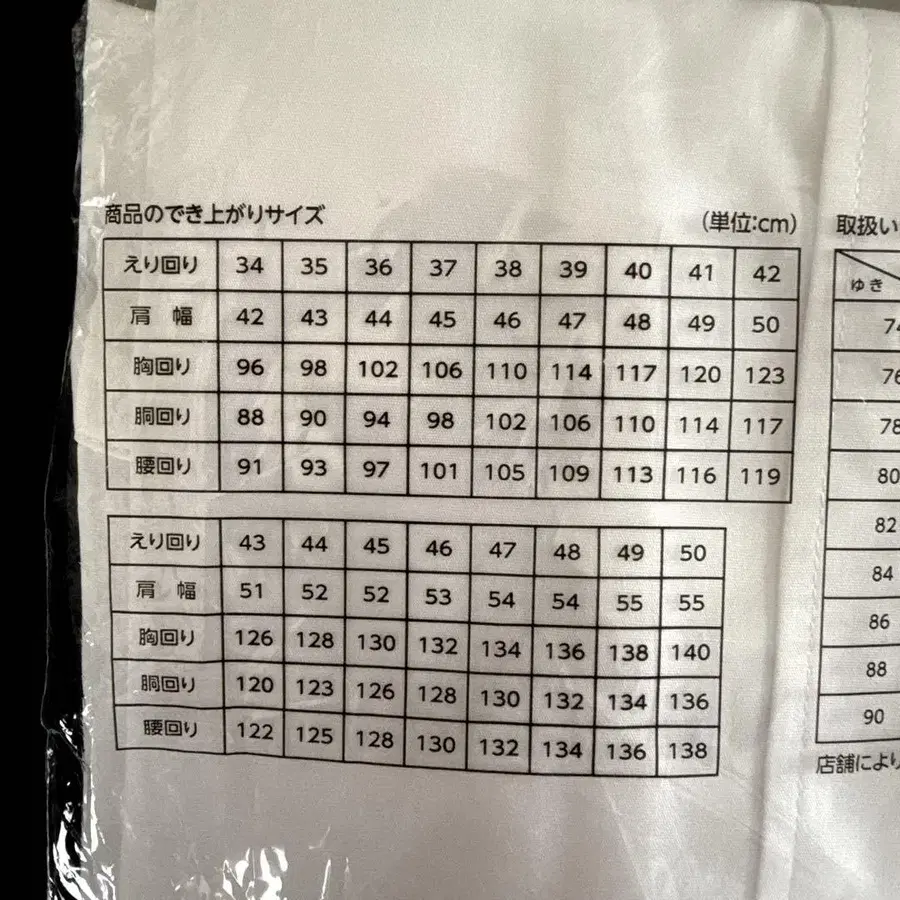 商品のでき上がりサイズ (単位:cm)
えり回り 34 35 36 37 38 39 40 41 42
肩 幅 42 43 44 45 46 47 48 49 50
胸回り 96 98 102 106 110 114 117 120 123
胴回り 88 90 94 98 102 106 110 114 117
腰回り 91 93 97 101 105 109 113 116 119
えり回り 43 44 45 46 47 48 49 50
肩 幅 51 52 52 53 54 54 55 55
胸回り 126 128 130 132 134 136 138 140
胴回り 120 123 126 128 130 132 134 136
腰回り 122 125 128 130 132 134 136 138
取扱い
ゆき
74
76
78
80
82
84
86
88
90
店舗により